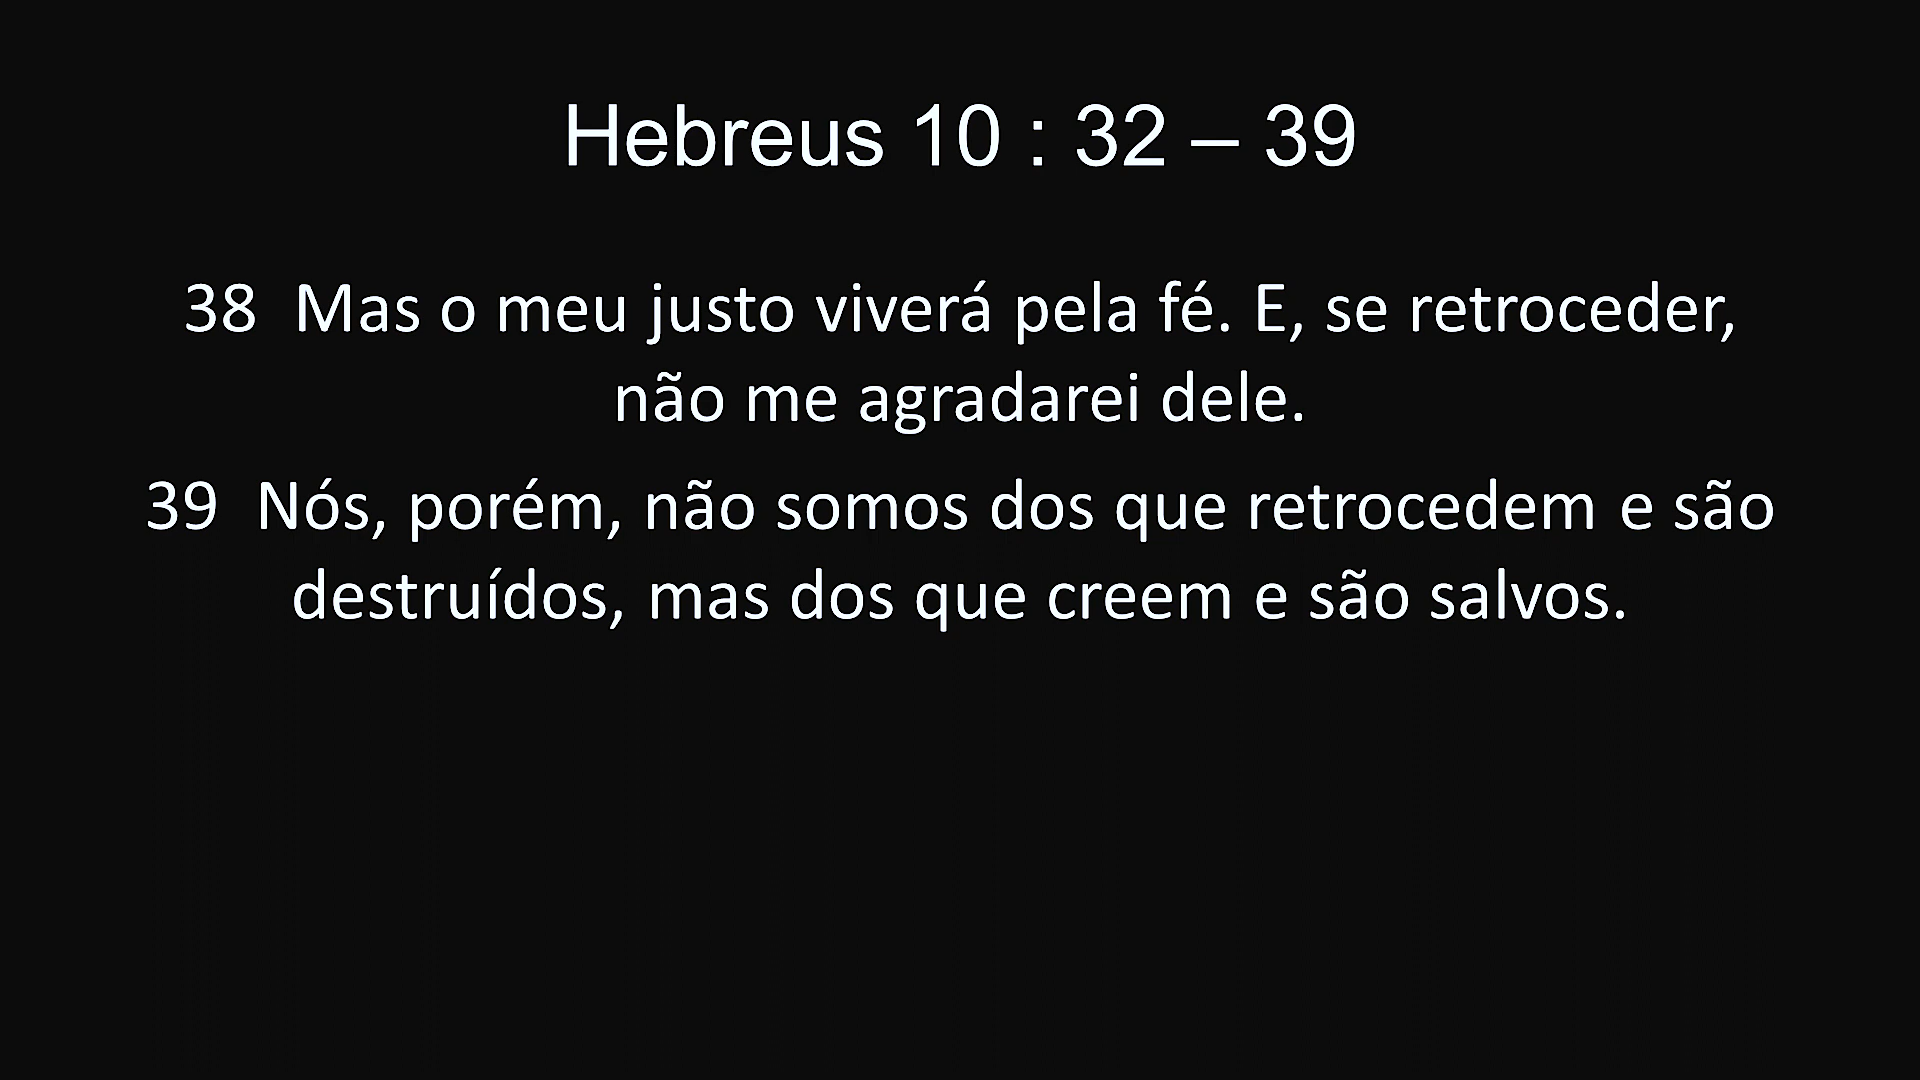 Hebreus 10 : 32 – 39
38  Mas o meu justo viverá pela fé. E, se retroceder,
não me agradarei dele.
39  Nós, porém, não somos dos que retrocedem e são
destruídos, mas dos que creem e são salvos.